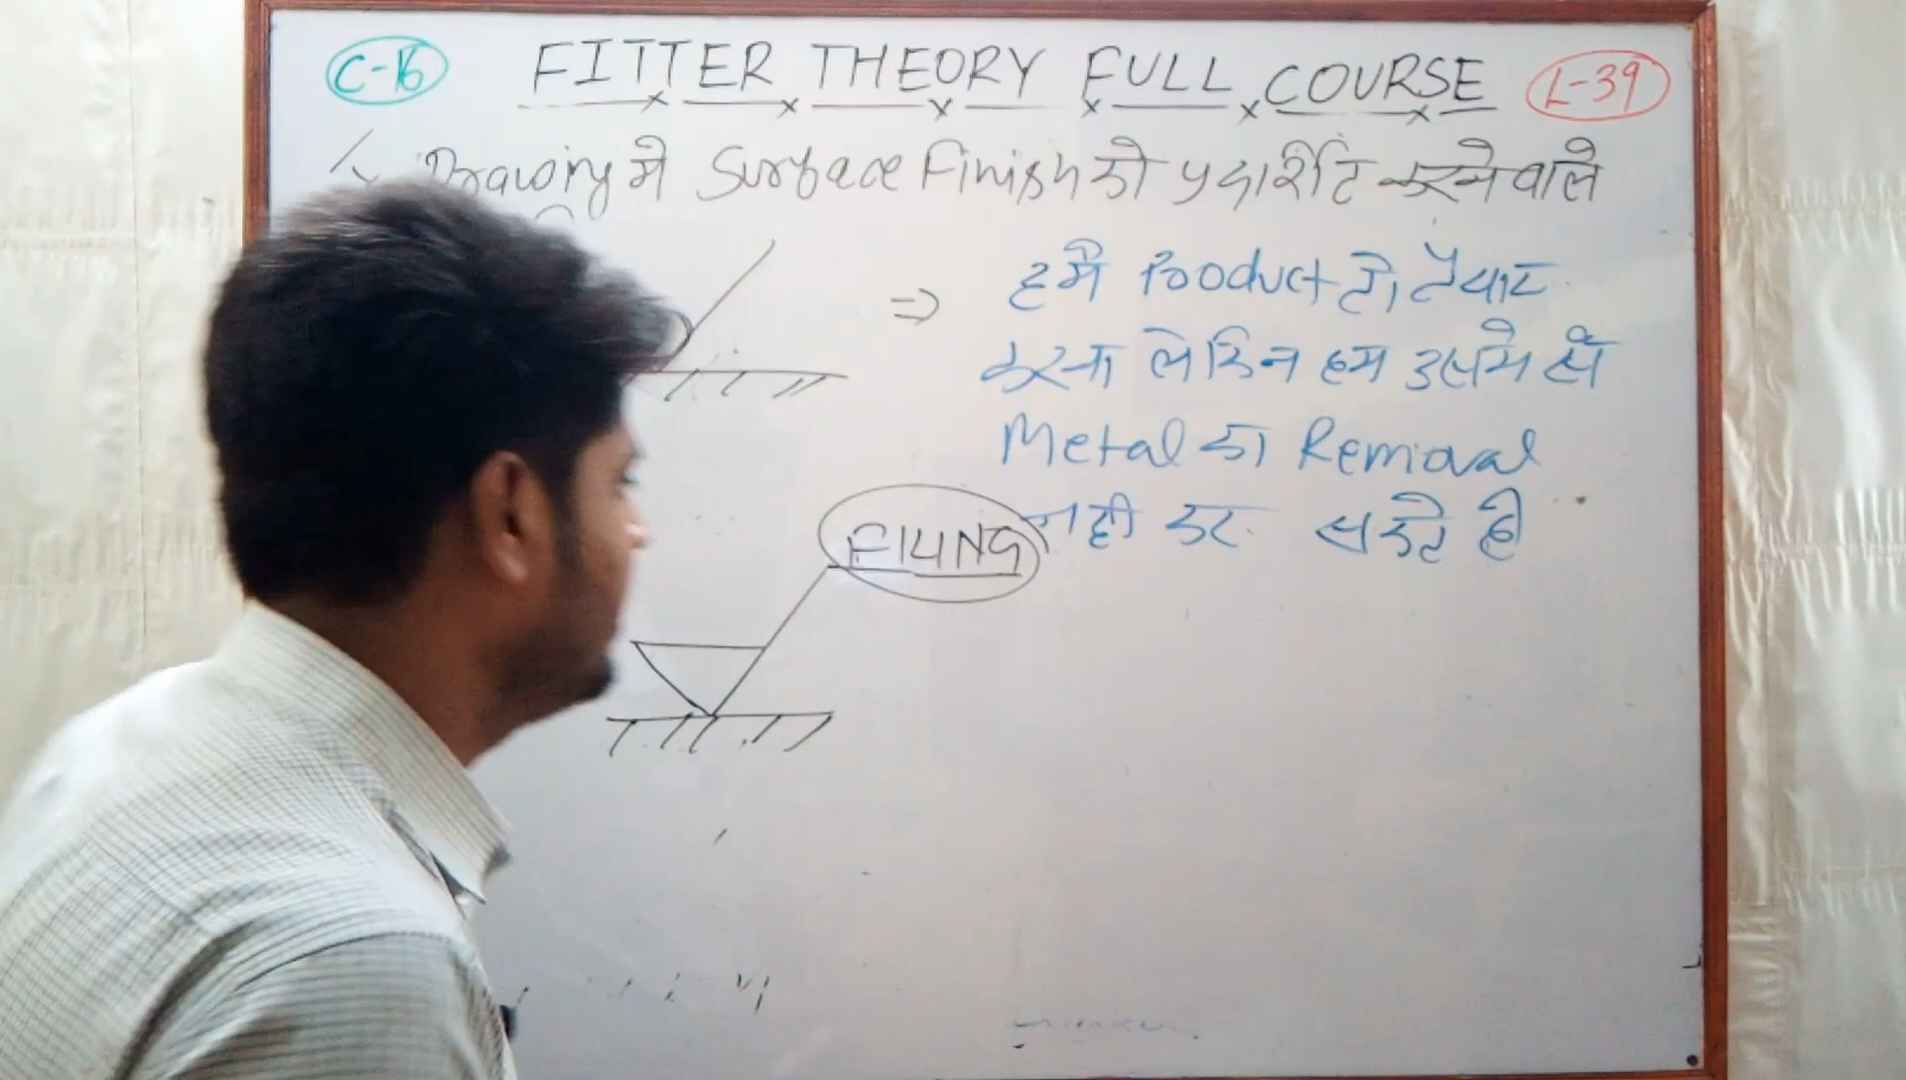 C-16 FITTER THEORY FULL COURSE L-39
Drawing मे Surface Finish को प्रदार्शीट करने वाले
=> हमे Product तो तैयार
करना लेकिन हम उसमे से
Metal का Removal
नही कर सकते है
FILING